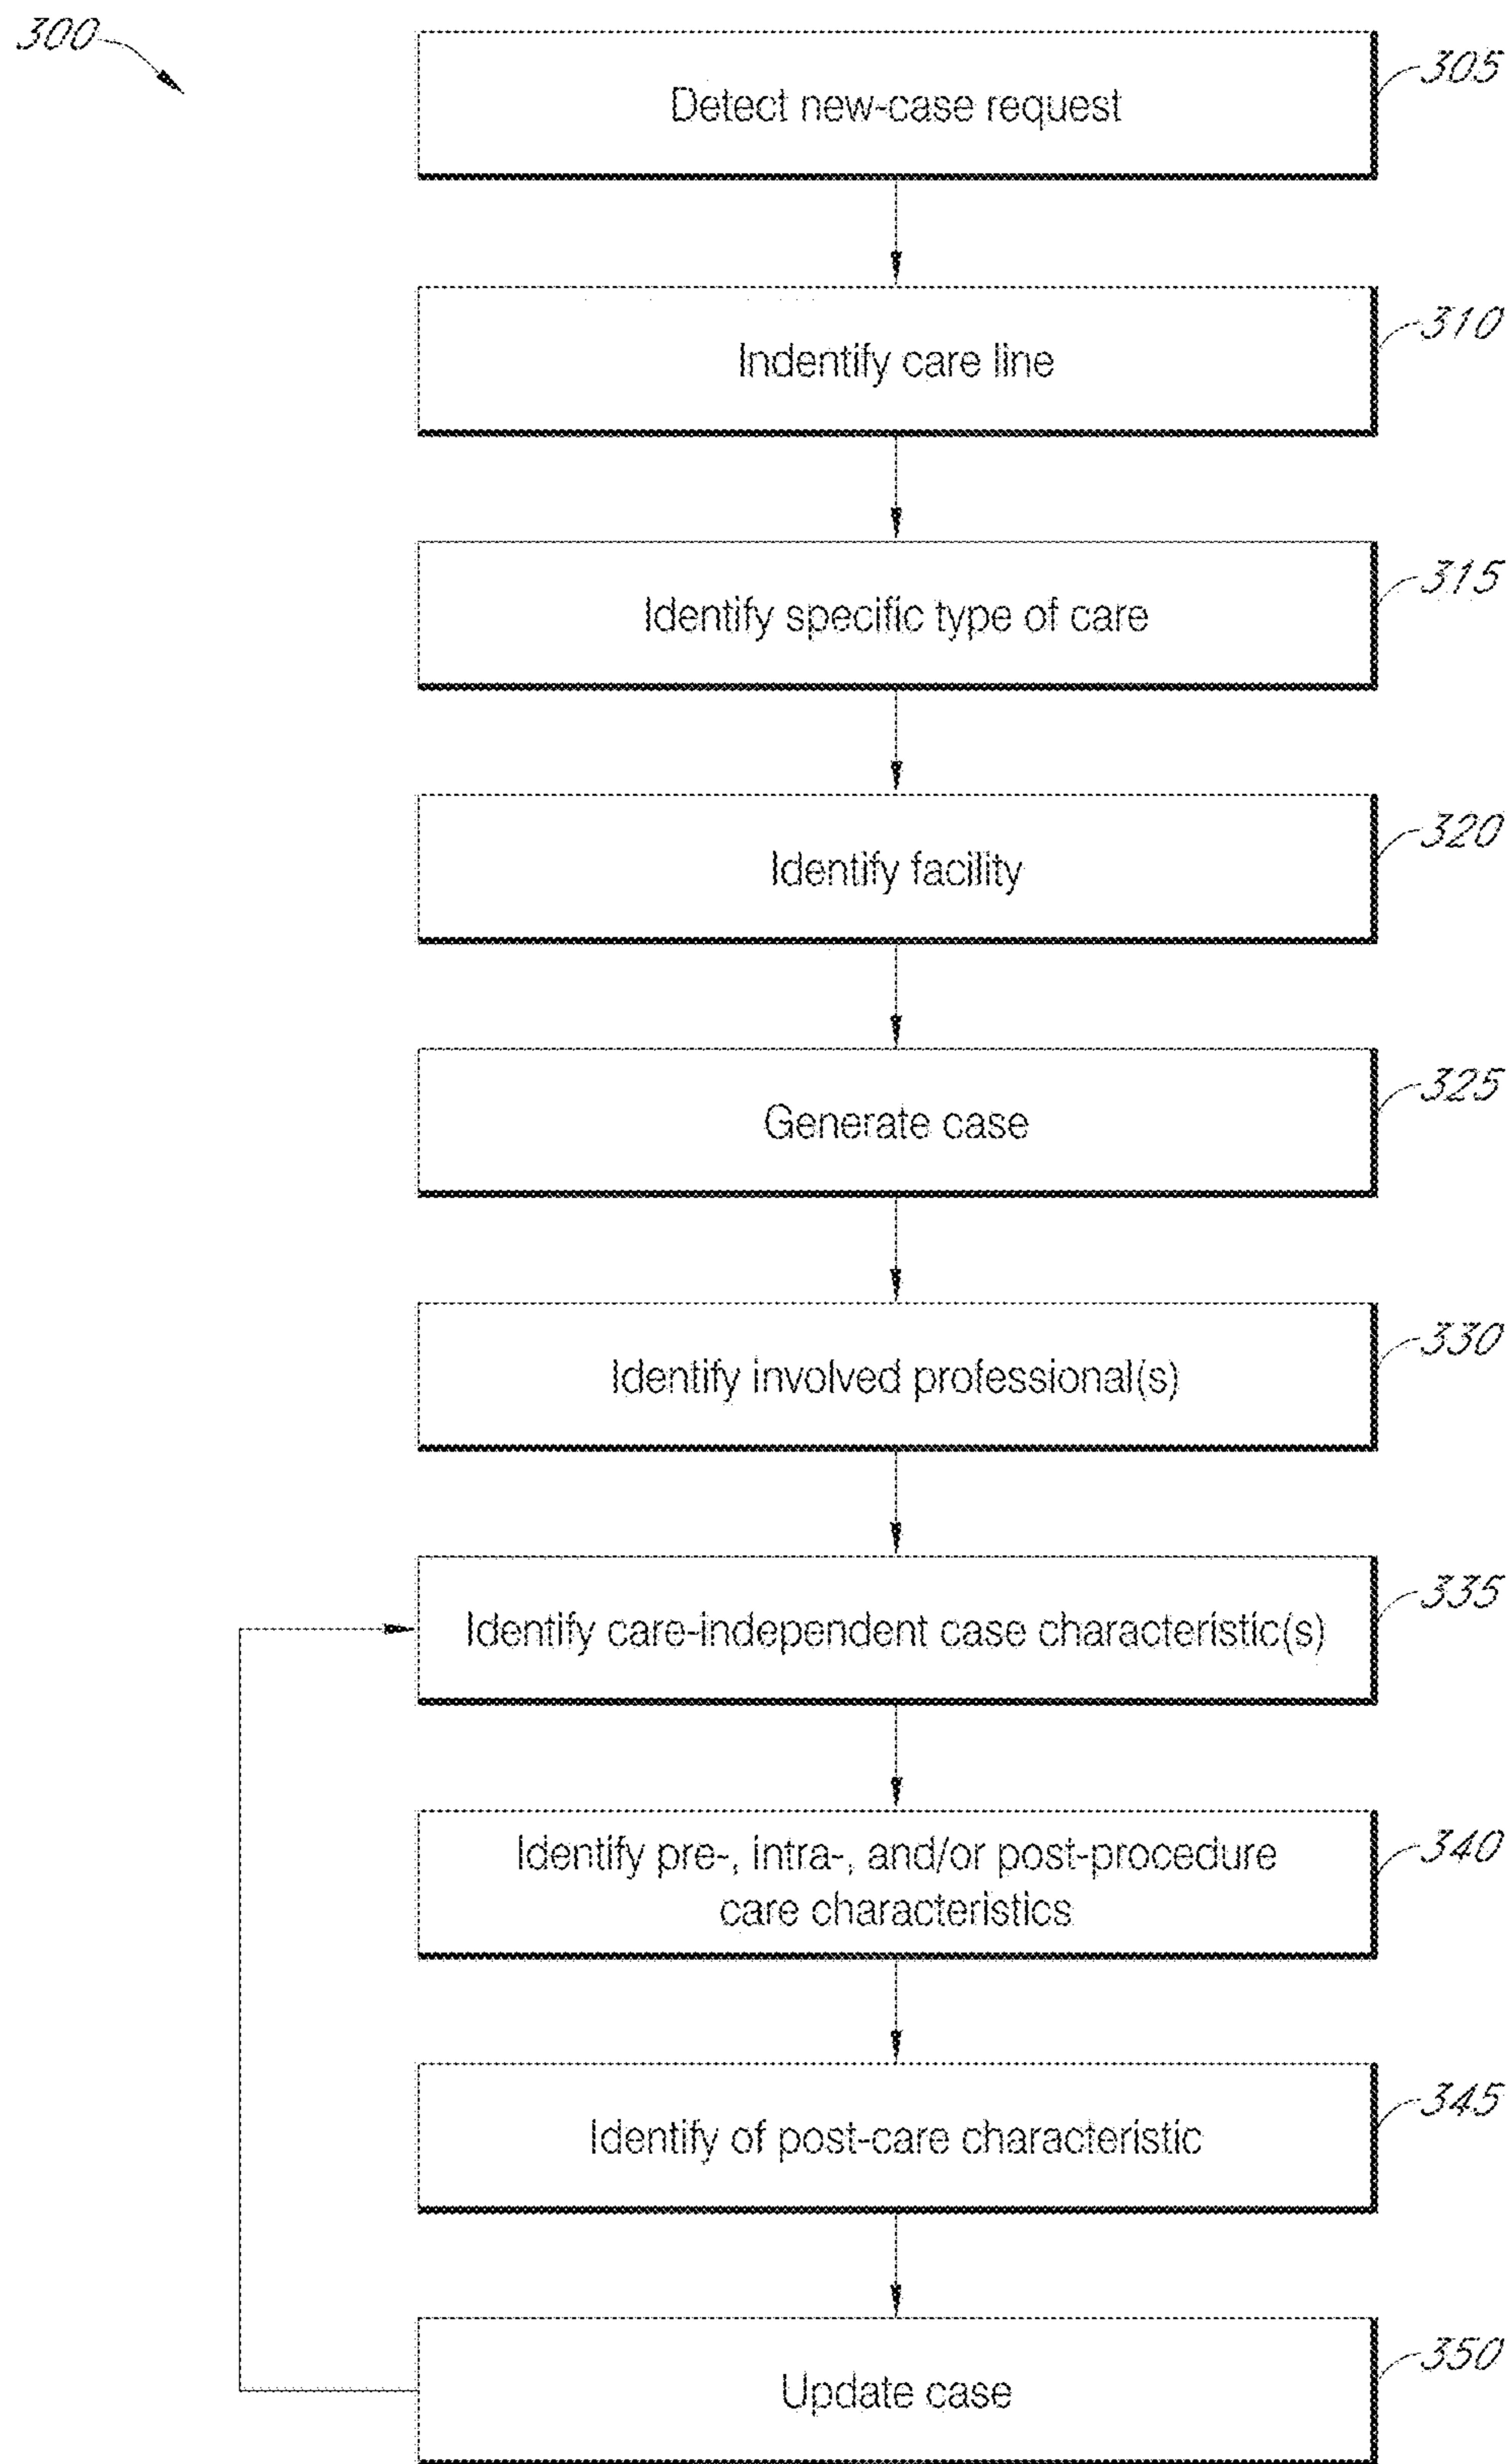 300
Detect new-case request
305
Indentify care line
310
Identify specific type of care
315
Identify facility
320
Generate case
325
Identify involved professional(s)
330
Identify care-independent case characteristic(s)
335
Identify pre-, intra-, and/or post-procedure
care characteristics
340
Identify of post-care characteristic
345
Update case
350